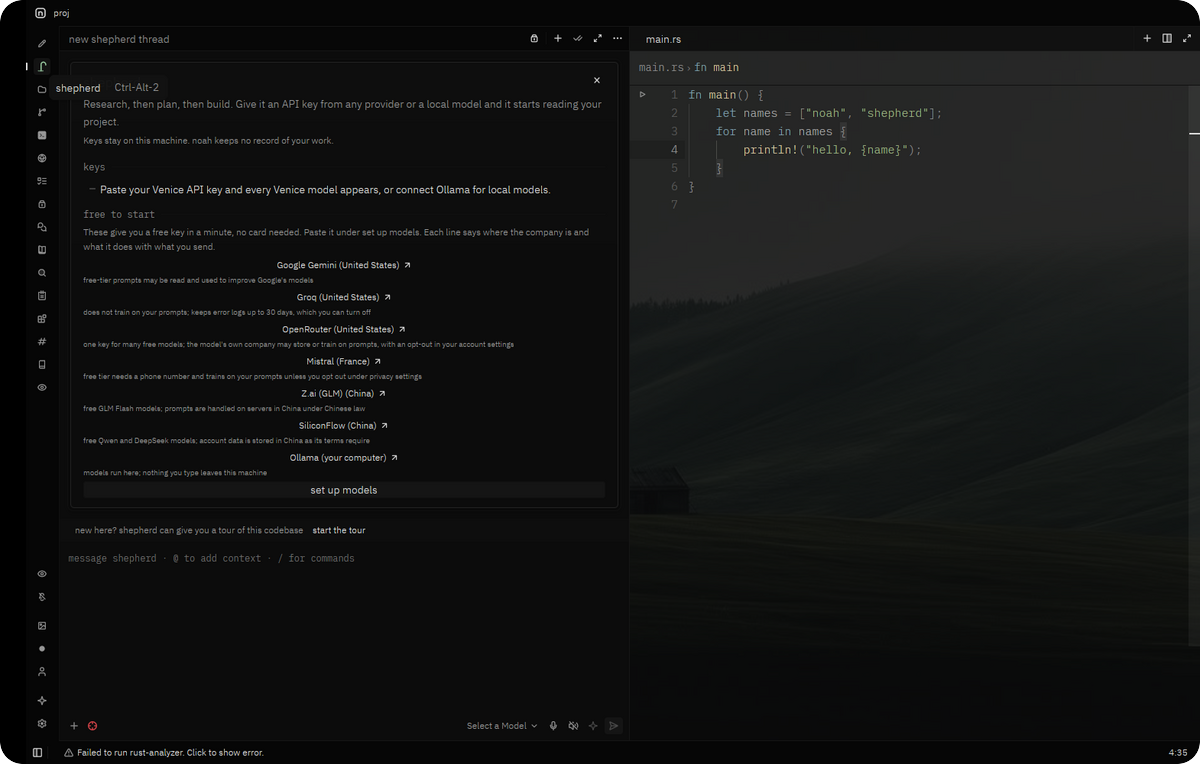 proj
new shepherd thread
main.rs
shepherd Ctrl-Alt-2
main.rs › fn main
Research, then plan, then build. Give it an API key from any provider or a local model and it starts reading your
project.
Keys stay on this machine. noah keeps no record of your work.
keys
— Paste your Venice API key and every Venice model appears, or connect Ollama for local models.
free to start
These give you a free key in a minute, no card needed. Paste it under set up models. Each line says where the company is and
what it does with what you send.
Google Gemini (United States) ↗
free-tier prompts may be read and used to improve Google's models
Groq (United States) ↗
does not train on your prompts; keeps error logs up to 30 days, which you can turn off
OpenRouter (United States) ↗
one key for many free models; the model's own company may store or train on prompts, with an opt-out in your account settings
Mistral (France) ↗
free tier needs a phone number and trains on your prompts unless you opt out under privacy settings
Z.ai (GLM) (China) ↗
free GLM Flash models; prompts are handled on servers in China under Chinese law
SiliconFlow (China) ↗
free Qwen and DeepSeek models; account data is stored in China as its terms require
Ollama (your computer) ↗
models run here; nothing you type leaves this machine
set up models
new here? shepherd can give you a tour of this codebase start the tour
message shepherd · @ to add context · / for commands
Select a Model
1 fn main() {
2 let names = ["noah", "shepherd"];
3 for name in names {
4 println!("hello, {name}");
5 }
6 }
7
Failed to run rust-analyzer. Click to show error.
4:35